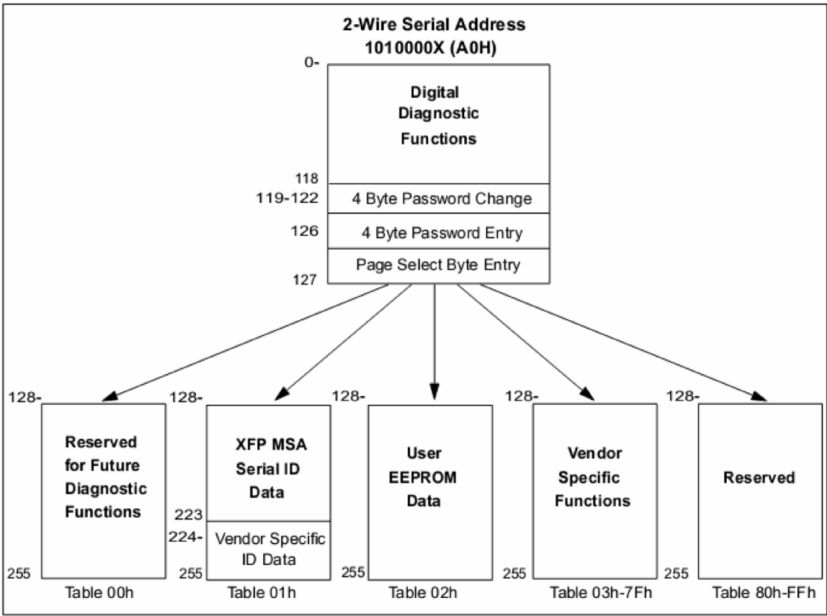 2-Wire Serial Address
1010000X (A0H)
0-
Digital
Diagnostic
Functions
118
119-122
4 Byte Password Change
126
4 Byte Password Entry
Page Select Byte Entry
127
128-
Reserved
for Future
Diagnostic
Functions
255
Table 00h
128-
XFP MSA
Serial ID
Data
223
224-
Vendor Specific
ID Data
255
Table 01h
128-
User
EEPROM
Data
255
Table 02h
128-
Vendor
Specific
Functions
255
Table 03h-7Fh
128-
Reserved
255
Table 80h-FFh